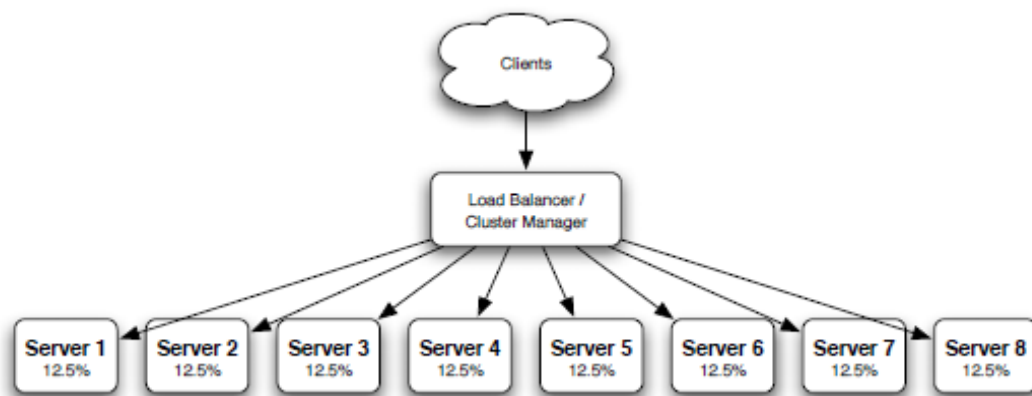 Clients
Load Balancer /
Cluster Manager
Server 1
12.5%
Server 2
12.5%
Server 3
12.5%
Server 4
12.5%
Server 5
12.5%
Server 6
12.5%
Server 7
12.5%
Server 8
12.5%